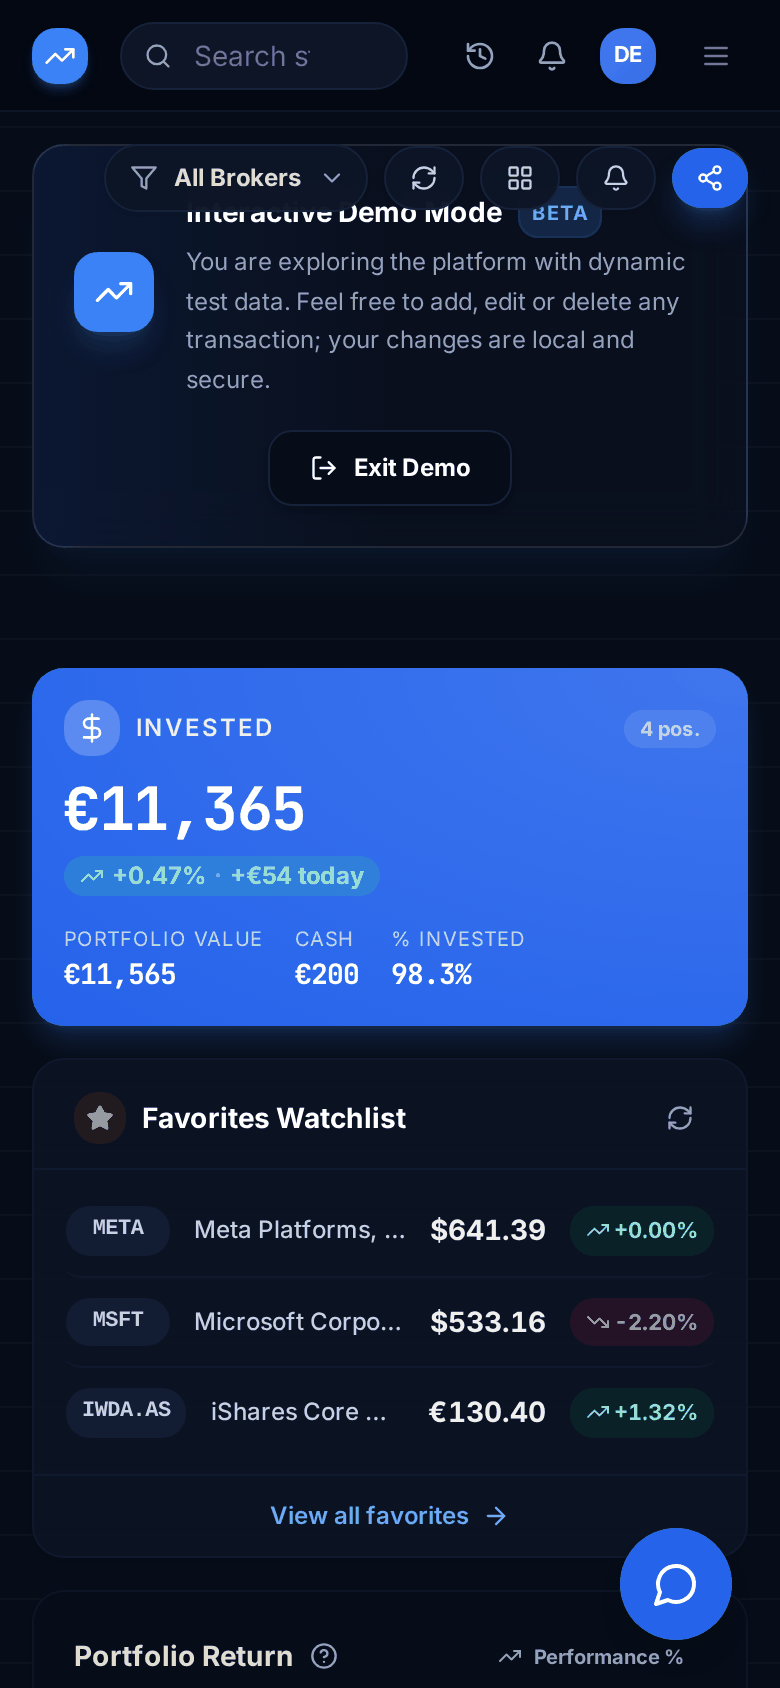 Search s
DE
All Brokers
Interactive Demo Mode BETA
You are exploring the platform with dynamic
test data. Feel free to add, edit or delete any
transaction; your changes are local and
secure.
Exit Demo
INVESTED
4 pos.
€11,365
+0.47% · +€54 today
PORTFOLIO VALUE CASH % INVESTED
€11,565 €200 98.3%
Favorites Watchlist
META Meta Platforms, ... $641.39 +0.00%
MSFT Microsoft Corpo... $533.16 -2.20%
IWDA.AS iShares Core ... €130.40 +1.32%
View all favorites
Portfolio Return Performance %